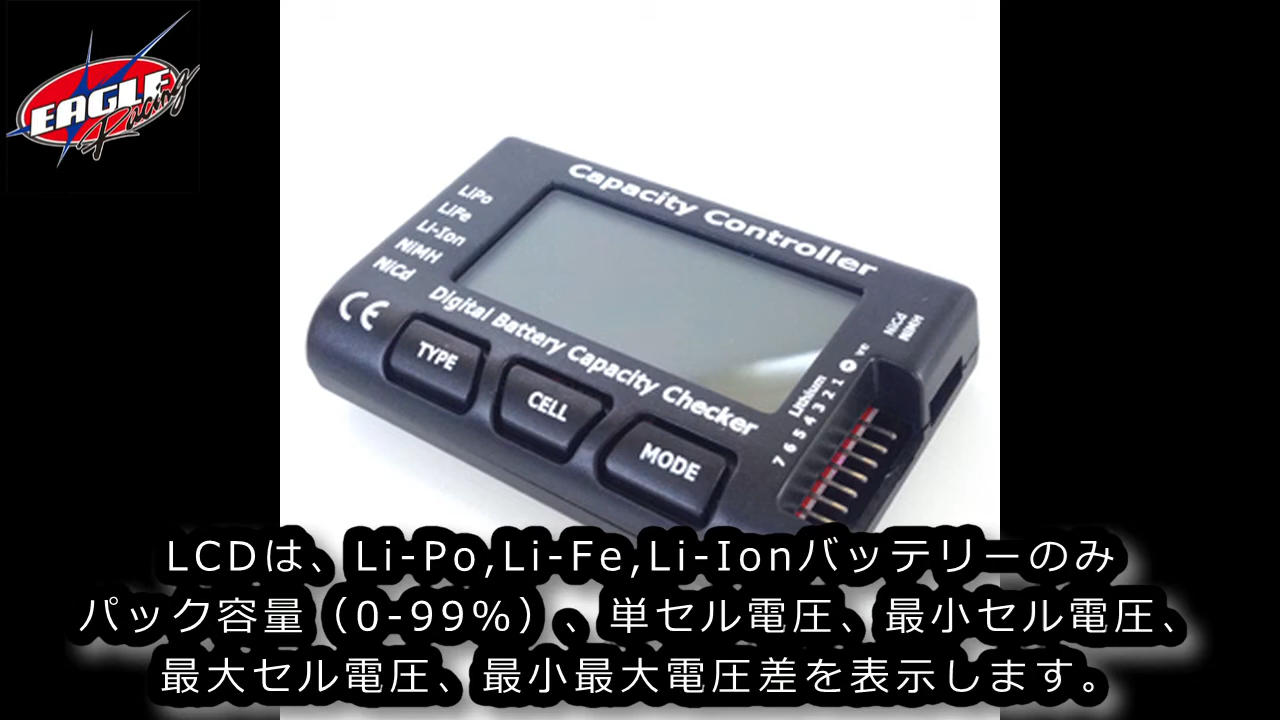 EAGLE
Racing
Capacity Controller
LiPo
LiFe
Li-Ion
NiMH
NiCd
CE
Digital Battery Capacity Checker
TYPE
CELL
MODE
NiCd
NiMH
Lithium
7 6 5 4 3 2 1 ⊖ ve
LCDは、Li-Po,Li-Fe,Li-Ionバッテリーのみ
パック容量（0-99%）、単セル電圧、最小セル電圧、
最大セル電圧、最小最大電圧差を表示します。